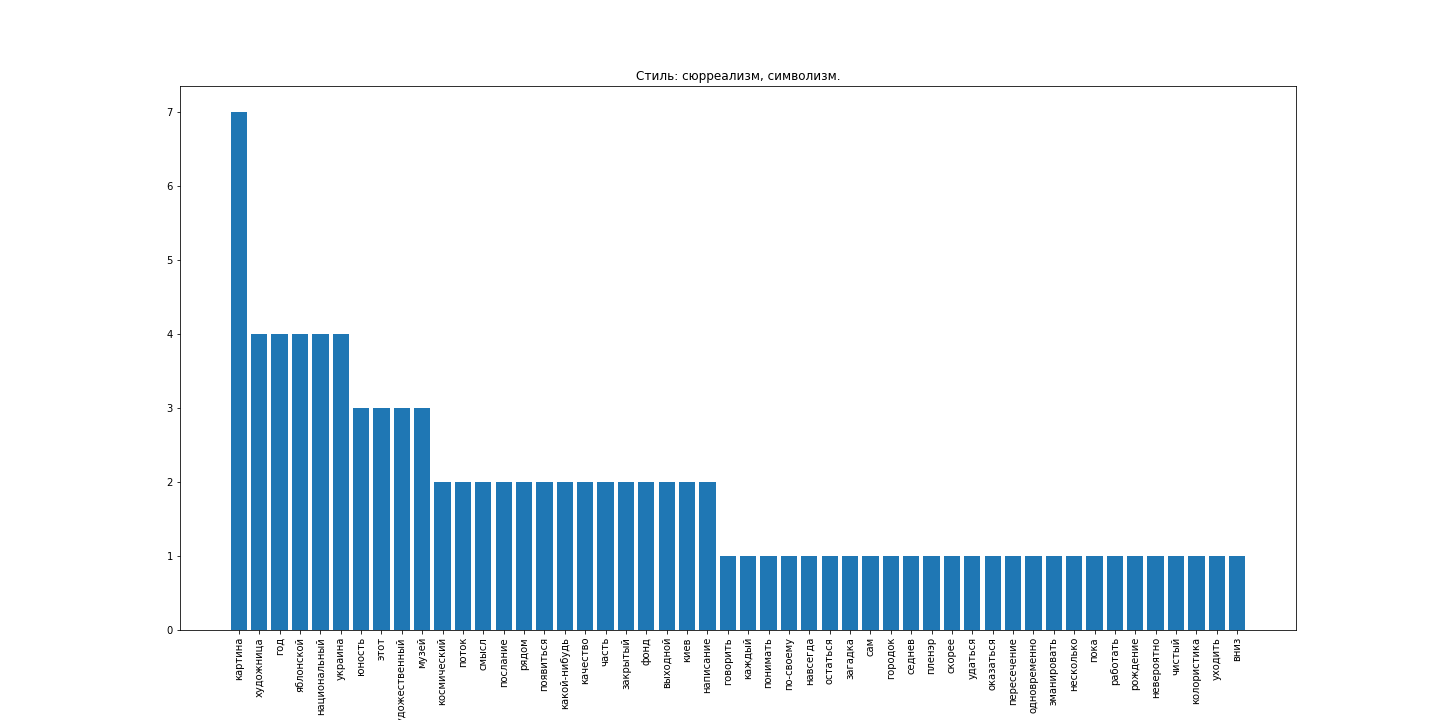 Стиль: сюрреализм, символизм.
7
6
5
4
3
2
1
0
картина
художница
год
яблонской
национальный
украина
юность
этот
удожественный
музей
космический
поток
смысл
послание
рядом
появиться
какой-нибудь
качество
часть
закрытый
фонд
выходной
киев
написание
говорить
каждый
понимать
по-своему
навсегда
остаться
загадка
сам
городок
седнев
пленэр
скорее
удаться
оказаться
пересечение
одновременно
эманировать
несколько
пока
работать
рождение
невероятно
чистый
колористика
уходить
вниз